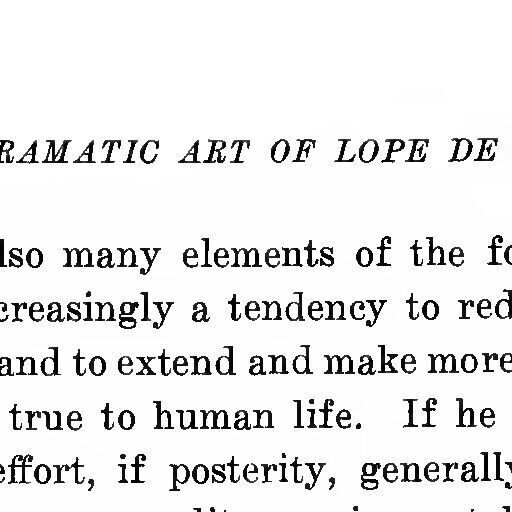 RAMATIC ART OF LOPE DE
lso many elements of the fo
creasingly a tendency to red
and to extend and make more
true to human life. If he
effort, if posterity, generally